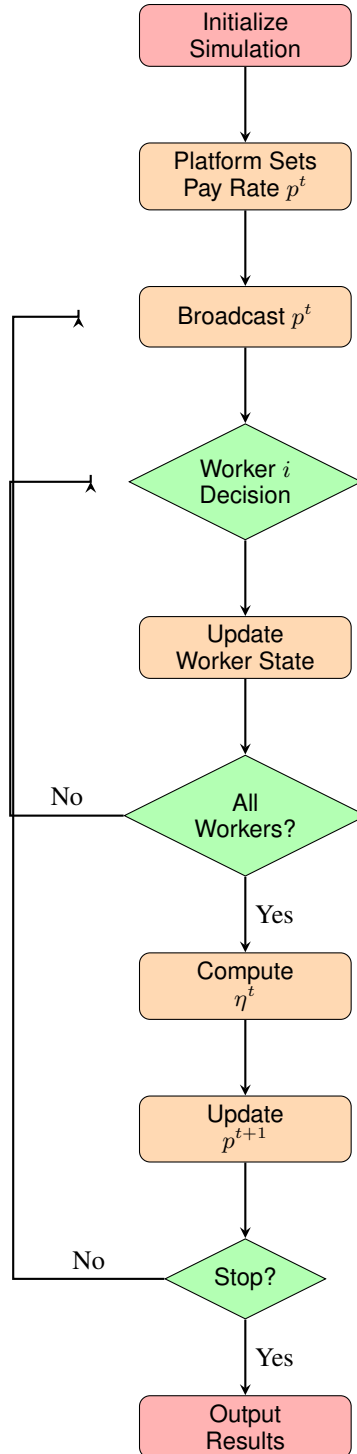 Initialize
Simulation
Platform Sets
Pay Rate $p^t$
Broadcast $p^t$
Worker $i$
Decision
Update
Worker State
All
Workers?
No
Yes
Compute
$\eta^t$
Update
$p^{t+1}$
Stop?
No
Yes
Output
Results